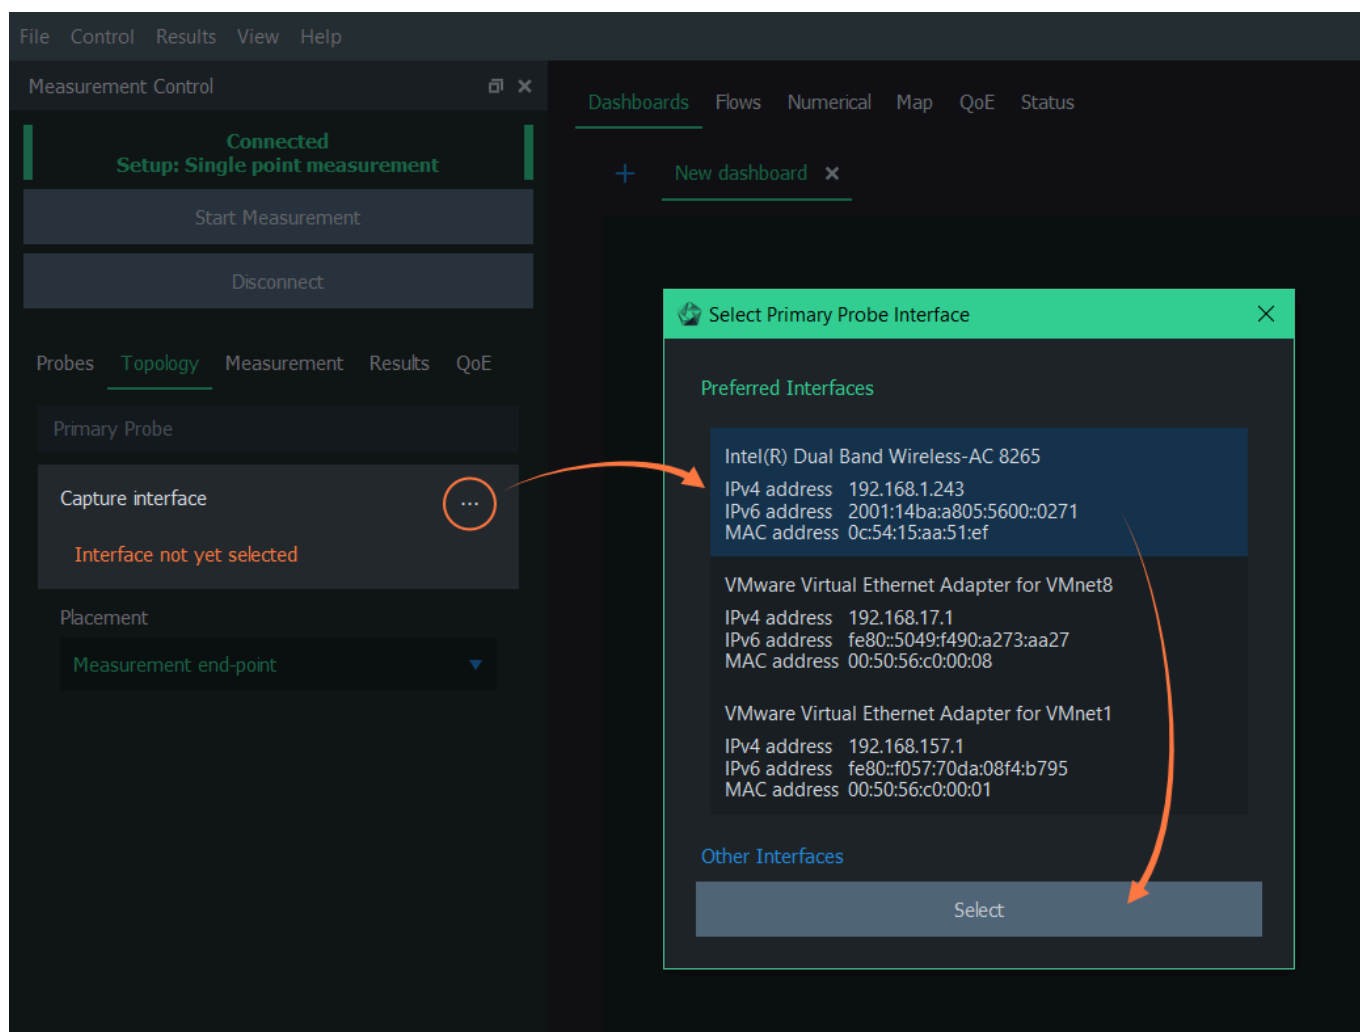 File Control Results View Help
Measurement Control
Connected
Setup: Single point measurement
Start Measurement
Disconnect
Probes Topology Measurement Results QoE
Primary Probe
Capture interface ...
Interface not yet selected
Placement
Measurement end-point
Dashboards Flows Numerical Map QoE Status
+ New dashboard
Select Primary Probe Interface
Preferred Interfaces
Intel(R) Dual Band Wireless-AC 8265
IPv4 address 192.168.1.243
IPv6 address 2001:14ba:a805:5600::0271
MAC address 0c:54:15:aa:51:ef
VMware Virtual Ethernet Adapter for VMnet8
IPv4 address 192.168.17.1
IPv6 address fe80::5049:f490:a273:aa27
MAC address 00:50:56:c0:00:08
VMware Virtual Ethernet Adapter for VMnet1
IPv4 address 192.168.157.1
IPv6 address fe80::f057:70da:08f4:b795
MAC address 00:50:56:c0:00:01
Other Interfaces
Select